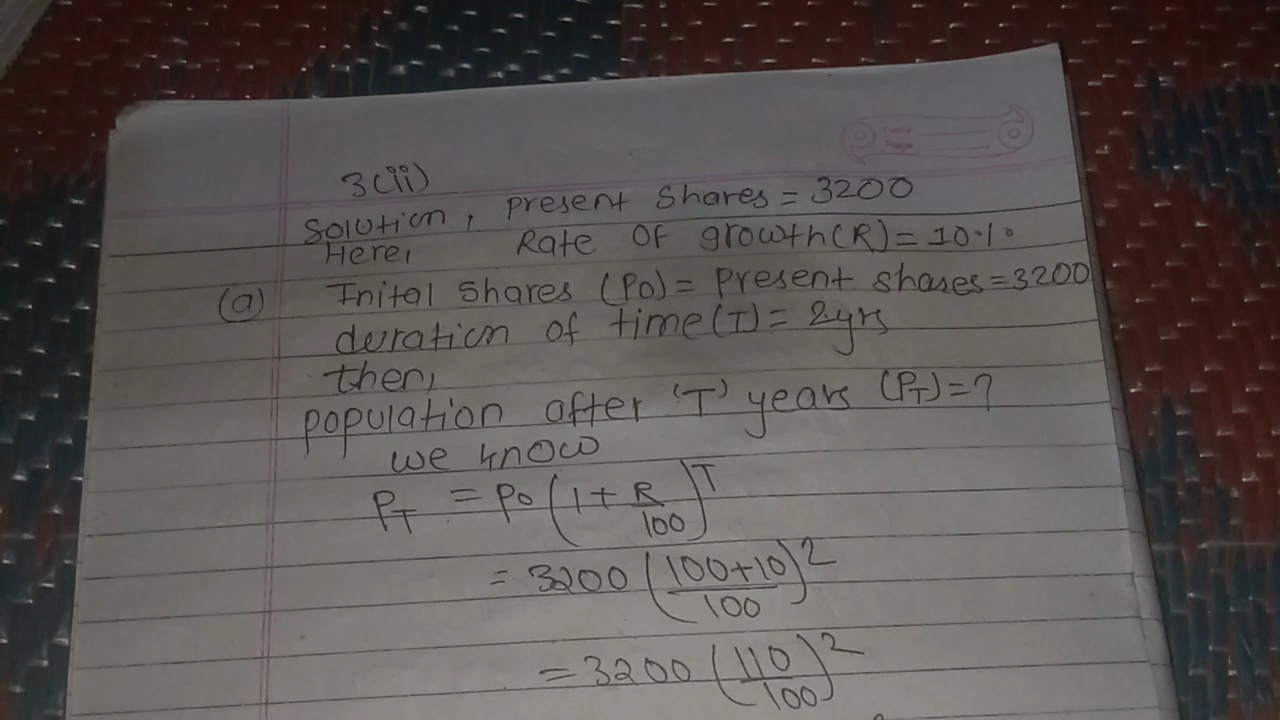 3(ii)
Solution, present shares = 3200
Here, Rate of growth(R) = 10%
(a) Inital shares (P0) = present shares = 3200
duration of time(T) = 2yrs
then,
population after 'T' years (PT) = ?
we know
PT = P0 (1 + R/100)^T
= 3200 (100+10/100)^2
= 3200 (110/100)^2